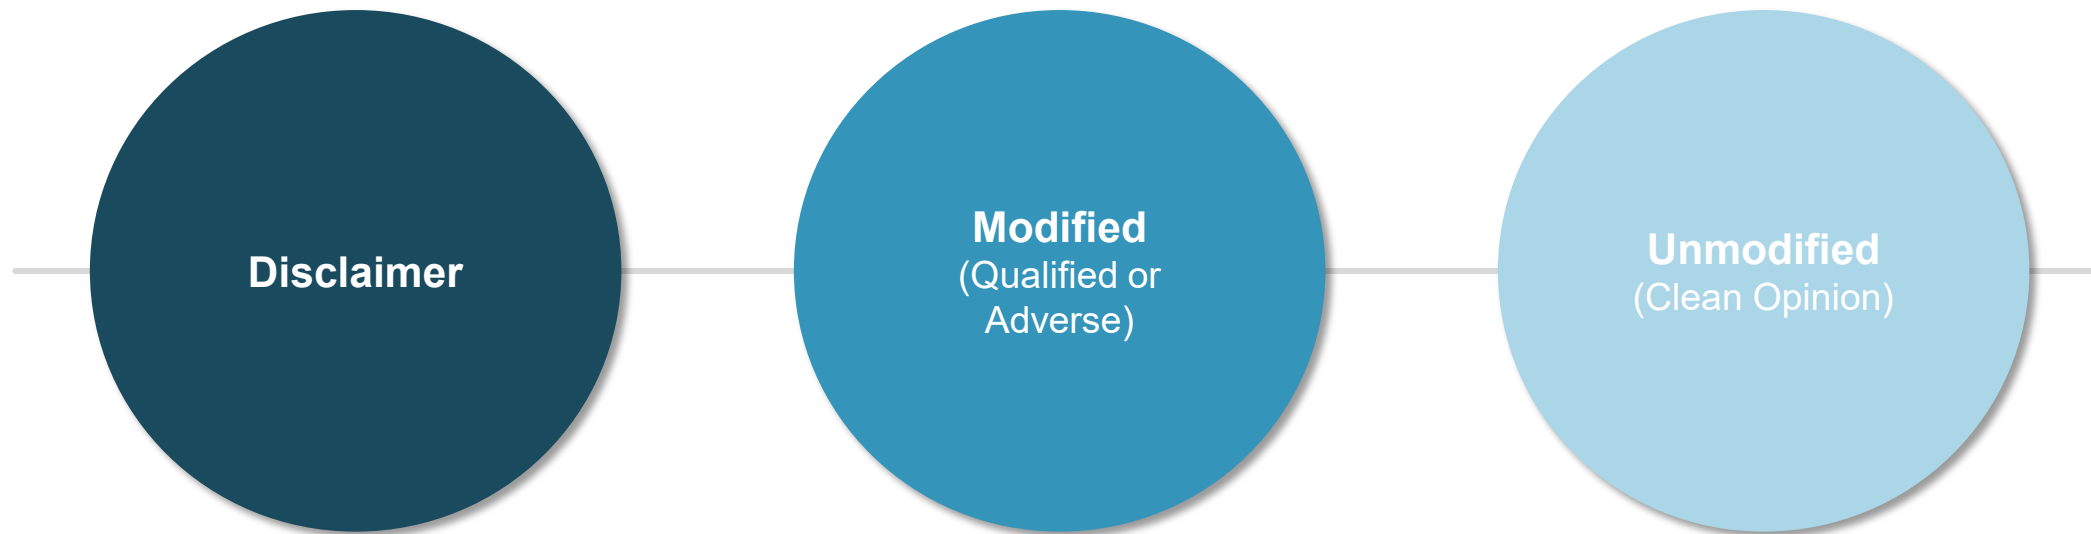 Disclaimer
Modified
(Qualified or
Adverse)
Unmodified
(Clean Opinion)